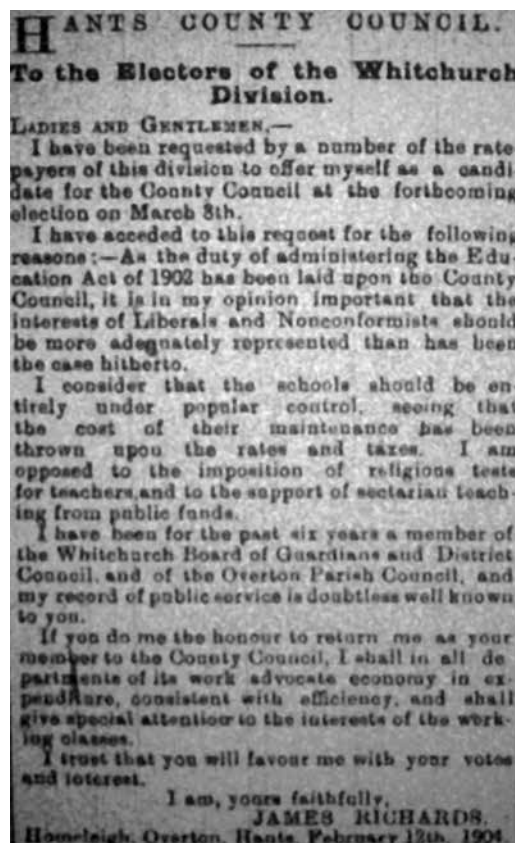 HANTS COUNTY COUNCIL.
To the Electors of the Whitchurch
Division.
LADIES AND GENTLEMEN,—
I have been requested by a number of the rate
payers of this division to offer myself as a candi
date for the County Council at the forthcoming
election on March 8th.
I have acceded to this request for the following
reasons:—As the duty of administering the Edu-
cation Act of 1902 has been laid upon the County
Council, it is in my opinion important that the
interests of Liberals and Nonconformists should
be more adequately represented than has been
the case hitherto.
I consider that the schools should be en-
tirely under popular control, seeing that
the cost of their maintenance has been
thrown upon the rates and taxes. I am
opposed to the imposition of religious tests
for teachers, and to the support of sectarian teach-
ing from public funds.
I have been for the past six years a member of
the Whitchurch Board of Guardians and District
Council, and of the Overton Parish Council, and
my record of public service is doubtless well known
to you.
If you do me the honour to return me as your
member to the County Council, I shall in all de
partments of its work advocate economy in ex-
penditure, consistent with efficiency, and shall
give special attention to the interests of the work-
ing classes.
I trust that you will favour me with your votes
and interest.
I am, yours faithfully,
JAMES RICHARDS.
Homeleigh, Overton, Hants, February 12th, 1904.